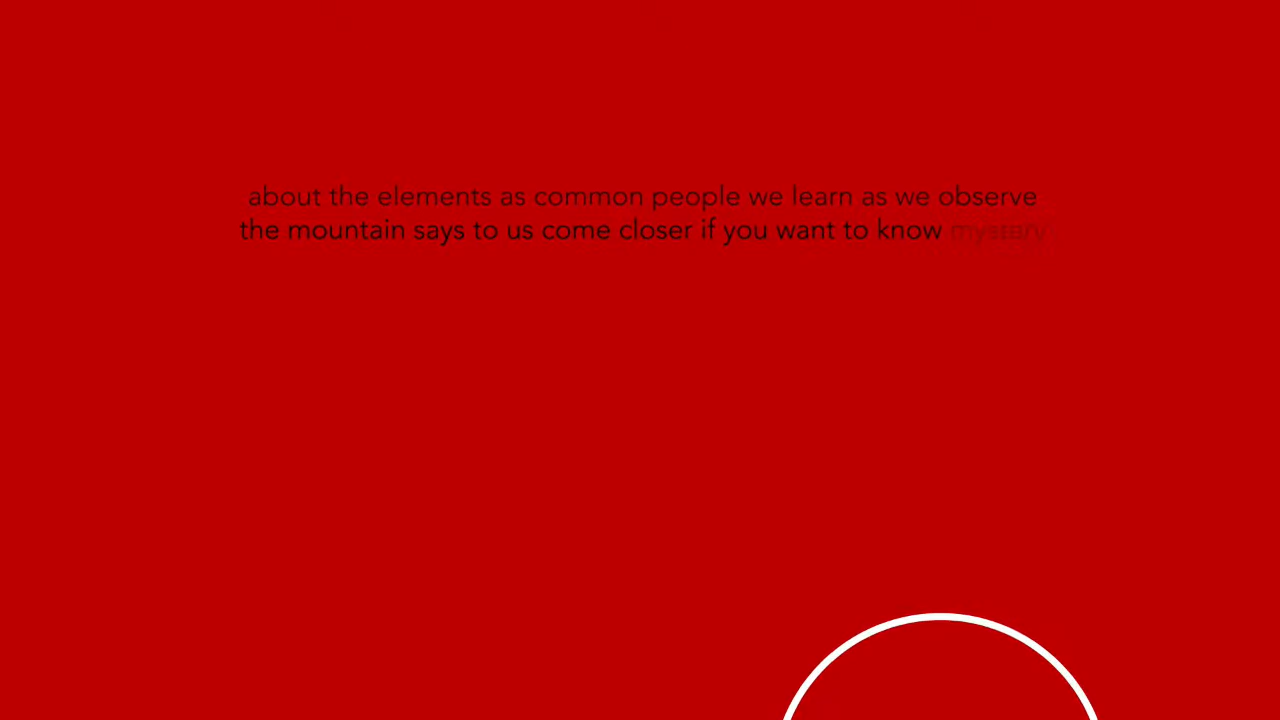 about the elements as common people we learn as we observe
the mountain says to us come closer if you want to know